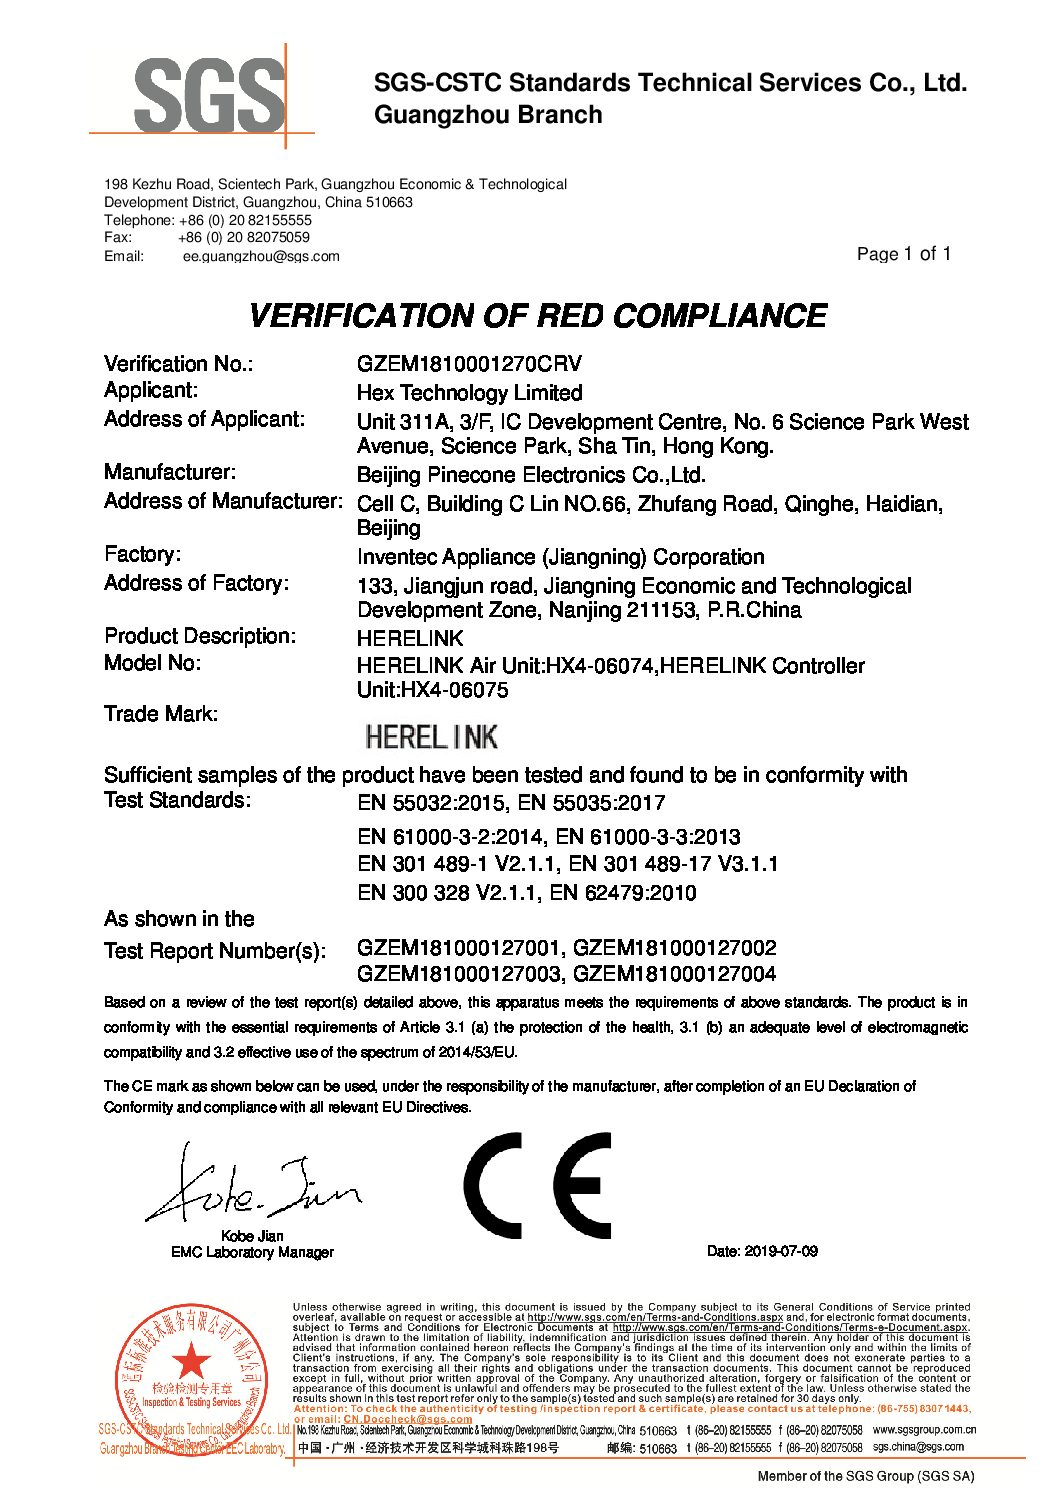 SGS
SGS-CSTC Standards Technical Services Co., Ltd.
Guangzhou Branch
198 Kezhu Road, Scientech Park, Guangzhou Economic & Technological
Development District, Guangzhou, China 510663
Telephone: +86 (0) 20 82155555
Fax: +86 (0) 20 82075059
Email: ee.guangzhou@sgs.com
Page 1 of 1
VERIFICATION OF RED COMPLIANCE
Verification No.: GZEM1810001270CRV
Applicant: Hex Technology Limited
Address of Applicant: Unit 311A, 3/F, IC Development Centre, No. 6 Science Park West
Avenue, Science Park, Sha Tin, Hong Kong.
Manufacturer: Beijing Pinecone Electronics Co.,Ltd.
Address of Manufacturer: Cell C, Building C Lin NO.66, Zhufang Road, Qinghe, Haidian,
Beijing
Factory: Inventec Appliance (Jiangning) Corporation
Address of Factory: 133, Jiangjun road, Jiangning Economic and Technological
Development Zone, Nanjing 211153, P.R.China
Product Description: HERELINK
Model No: HERELINK Air Unit:HX4-06074,HERELINK Controller
Unit:HX4-06075
Trade Mark:
HERELINK
Sufficient samples of the product have been tested and found to be in conformity with
Test Standards: EN 55032:2015, EN 55035:2017
EN 61000-3-2:2014, EN 61000-3-3:2013
EN 301 489-1 V2.1.1, EN 301 489-17 V3.1.1
EN 300 328 V2.1.1, EN 62479:2010
As shown in the
Test Report Number(s): GZEM181000127001, GZEM181000127002
GZEM181000127003, GZEM181000127004
Based on a review of the test report(s) detailed above, this apparatus meets the requirements of above standards. The product is in
conformity with the essential requirements of Article 3.1 (a) the protection of the health, 3.1 (b) an adequate level of electromagnetic
compatibility and 3.2 effective use of the spectrum of 2014/53/EU.
The CE mark as shown below can be used, under the responsibility of the manufacturer, after completion of an EU Declaration of
Conformity and compliance with all relevant EU Directives.
Kobe Jian
CE
Kobe Jian
EMC Laboratory Manager
Date: 2019-07-09
检验检测专用章
Inspection & Testing Services
Unless otherwise agreed in writing, this document is issued by the Company subject to its General Conditions of Service printed
overleaf, available on request or accessible at http://www.sgs.com/en/Terms-and-Conditions.aspx and, for electronic format documents,
subject to Terms and Conditions for Electronic Documents at http://www.sgs.com/en/Terms-and-Conditions/Terms-e-Document.aspx.
Attention is drawn to the limitation of liability, indemnification and jurisdiction issues defined therein. Any holder of this document is
advised that information contained hereon reflects the Company's findings at the time of its intervention only and within the limits of
Client's instructions, if any. The Company's sole responsibility is to its Client and this document does not exonerate parties to a
transaction from exercising all their rights and obligations under the transaction documents. This document cannot be reproduced
except in full, without prior written approval of the Company. Any unauthorized alteration, forgery or falsification of the content or
appearance of this document is unlawful and offenders may be prosecuted to the fullest extent of the law. Unless otherwise stated the
results shown in this test report refer only to the sample(s) tested and such sample(s) are retained for 30 days only.
Attention: To check the authenticity of testing /inspection report & certificate, please contact us at telephone: (86-755) 8307 1443,
or email: CN.Doccheck@sgs.com
SGS-CSTC Standards Technical Services Co. Ltd.
Guangzhou Branch EEC Laboratory.
No.198 Kezhu Road, Scientech Park, Guangzhou Economic & Technology Development District, Guangzhou, China 510663 t (86–20) 82155555 f (86–20) 82075058 www.sgsgroup.com.cn
中国 · 广州 · 经济技术开发区科学城科珠路198号 邮编: 510663 t (86–20) 82155555 f (86–20) 82075058 sgs.china@sgs.com
Member of the SGS Group (SGS SA)